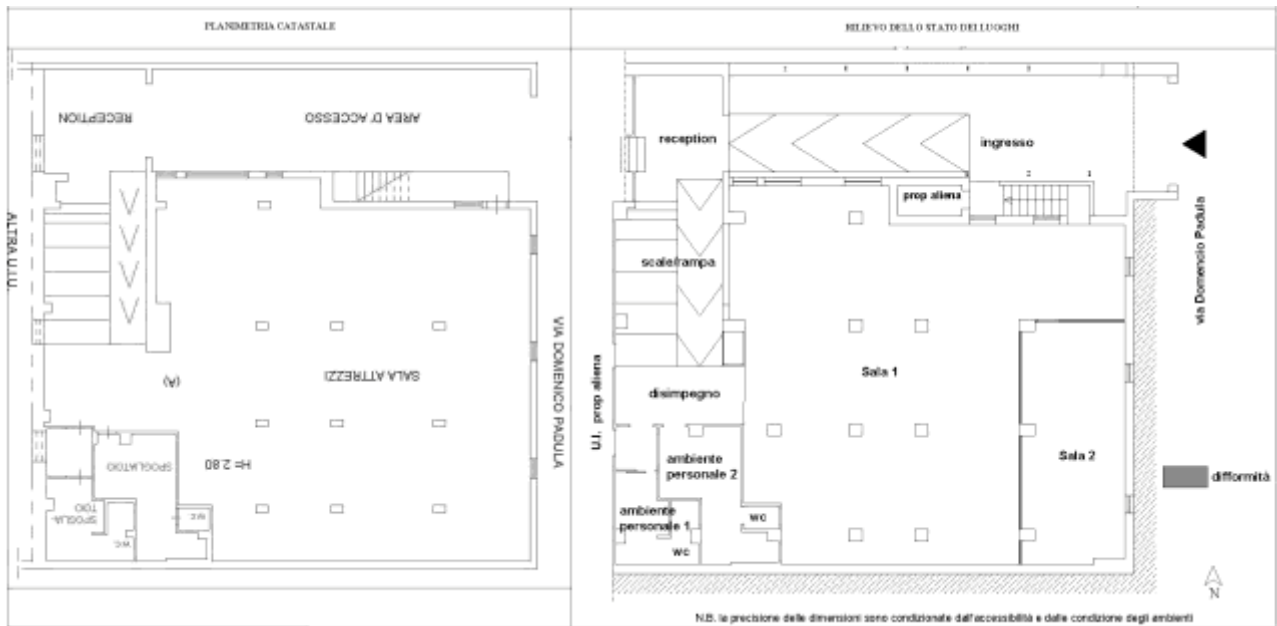 PLANIMETRIA CATASTALE
RILIEVO DELLO STATO DEI LUOGHI
RECEPTION
AREA D' ACCESSO
ALTRA U.I.U.
(A)
SALA ATTREZZI
VIA DOMENICO PADULA
H= 2.80
SPOGLIATOIO
SPOGLIA-
TOIO
W.C.
W.C.
reception
ingresso
2
1
prop aliena
scale/rampa
via Domencio Padula
U.I. prop aliena
disimpegno
Sala 1
ambiente
personale 2
Sala 2
difformità
ambiente
personale 1
wc
wc
N
N.B. la precisione delle dimensioni sono condizionate dall'accessibilità e dalle condizione degli ambienti